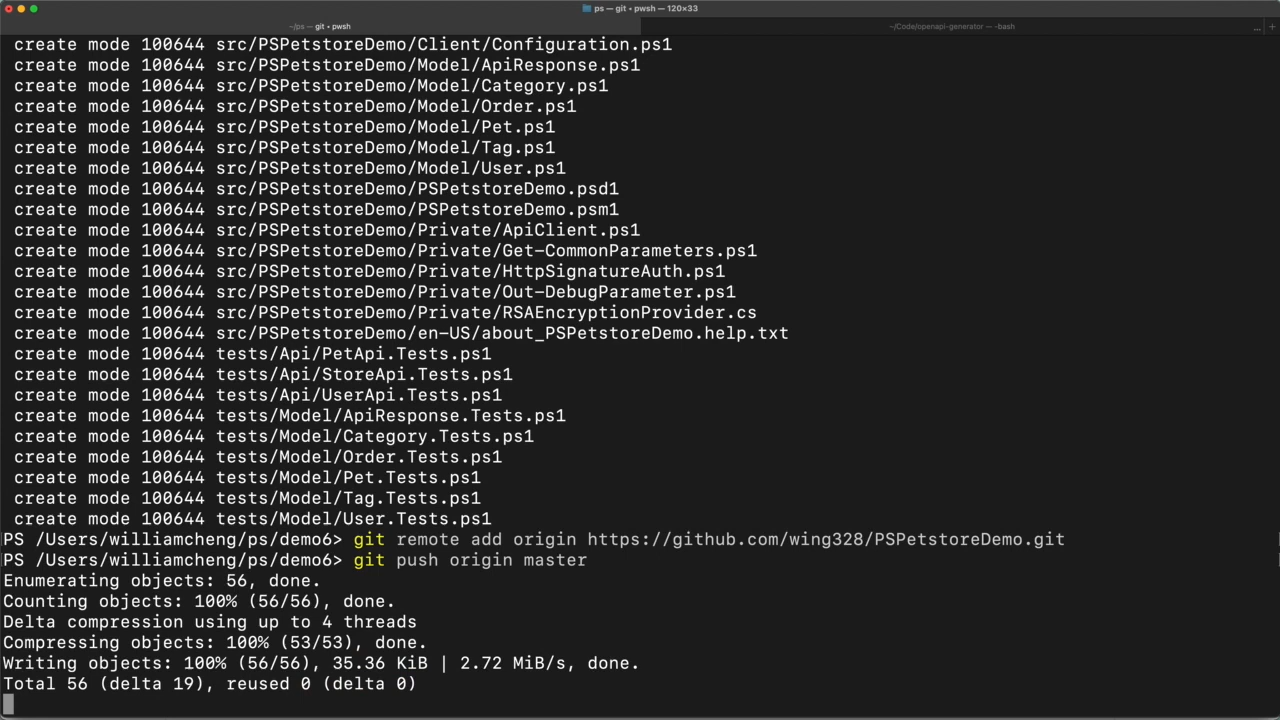 ps — git • pwsh — 120×33
~/ps — git • pwsh
~/Code/openapi-generator — -bash
... +
create mode 100644 src/PSPetstoreDemo/Client/Configuration.ps1
create mode 100644 src/PSPetstoreDemo/Model/ApiResponse.ps1
create mode 100644 src/PSPetstoreDemo/Model/Category.ps1
create mode 100644 src/PSPetstoreDemo/Model/Order.ps1
create mode 100644 src/PSPetstoreDemo/Model/Pet.ps1
create mode 100644 src/PSPetstoreDemo/Model/Tag.ps1
create mode 100644 src/PSPetstoreDemo/Model/User.ps1
create mode 100644 src/PSPetstoreDemo/PSPetstoreDemo.psd1
create mode 100644 src/PSPetstoreDemo/PSPetstoreDemo.psm1
create mode 100644 src/PSPetstoreDemo/Private/ApiClient.ps1
create mode 100644 src/PSPetstoreDemo/Private/Get-CommonParameters.ps1
create mode 100644 src/PSPetstoreDemo/Private/HttpSignatureAuth.ps1
create mode 100644 src/PSPetstoreDemo/Private/Out-DebugParameter.ps1
create mode 100644 src/PSPetstoreDemo/Private/RSAEncryptionProvider.cs
create mode 100644 src/PSPetstoreDemo/en-US/about_PSPetstoreDemo.help.txt
create mode 100644 tests/Api/PetApi.Tests.ps1
create mode 100644 tests/Api/StoreApi.Tests.ps1
create mode 100644 tests/Api/UserApi.Tests.ps1
create mode 100644 tests/Model/ApiResponse.Tests.ps1
create mode 100644 tests/Model/Category.Tests.ps1
create mode 100644 tests/Model/Order.Tests.ps1
create mode 100644 tests/Model/Pet.Tests.ps1
create mode 100644 tests/Model/Tag.Tests.ps1
create mode 100644 tests/Model/User.Tests.ps1
PS /Users/williamcheng/ps/demo6> git remote add origin https://github.com/wing328/PSPetstoreDemo.git
PS /Users/williamcheng/ps/demo6> git push origin master
Enumerating objects: 56, done.
Counting objects: 100% (56/56), done.
Delta compression using up to 4 threads
Compressing objects: 100% (53/53), done.
Writing objects: 100% (56/56), 35.36 KiB | 2.72 MiB/s, done.
Total 56 (delta 19), reused 0 (delta 0)